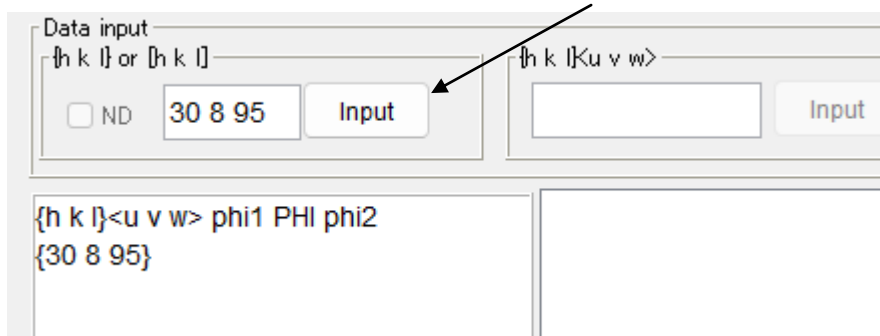 Data input
{h k l} or [h k l]
{h k l}<u v w>
ND
30 8 95
Input
Input
{h k l}<u v w> phi1 PHI phi2
{30 8 95}